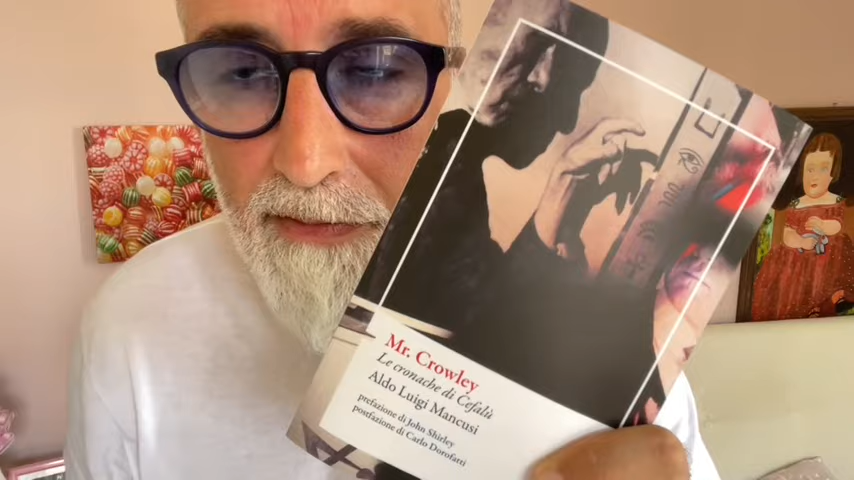 Mr. Crowley
Le cronache di Cefalù
Aldo Luigi Mancusi
prefazione di John Shirley
postfazione di Carlo Dorofatti